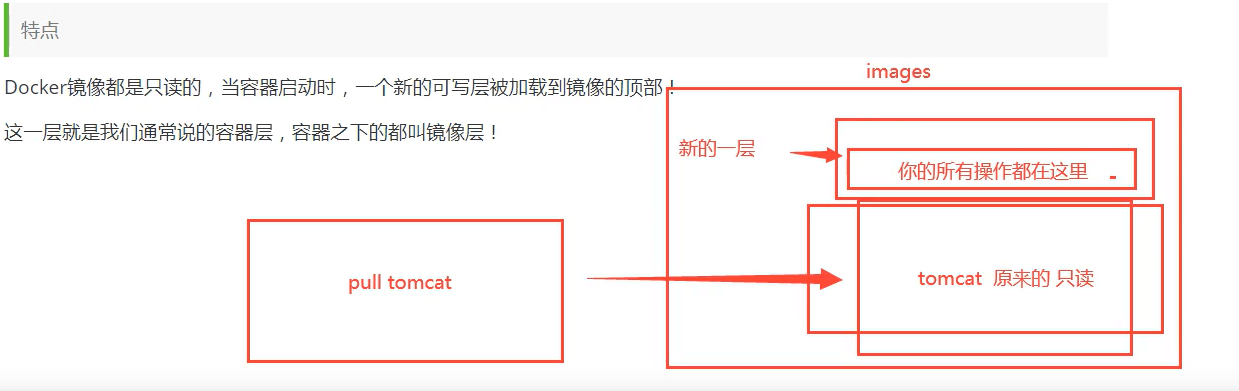 特点
Docker镜像都是只读的，当容器启动时，一个新的可写层被加载到镜像的顶部！
这一层就是我们通常说的容器层，容器之下的都叫镜像层！
images
新的一层
你的所有操作都在这里
pull tomcat
tomcat 原来的 只读